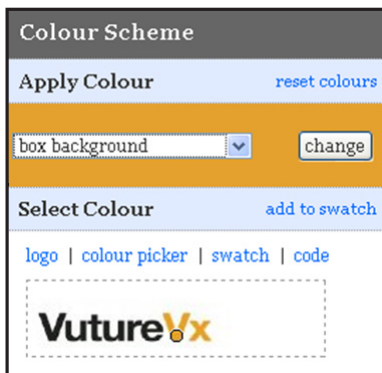 Colour Scheme
Apply Colour reset colours
box background change
Select Colour add to swatch
logo | colour picker | swatch | code
VutureVx